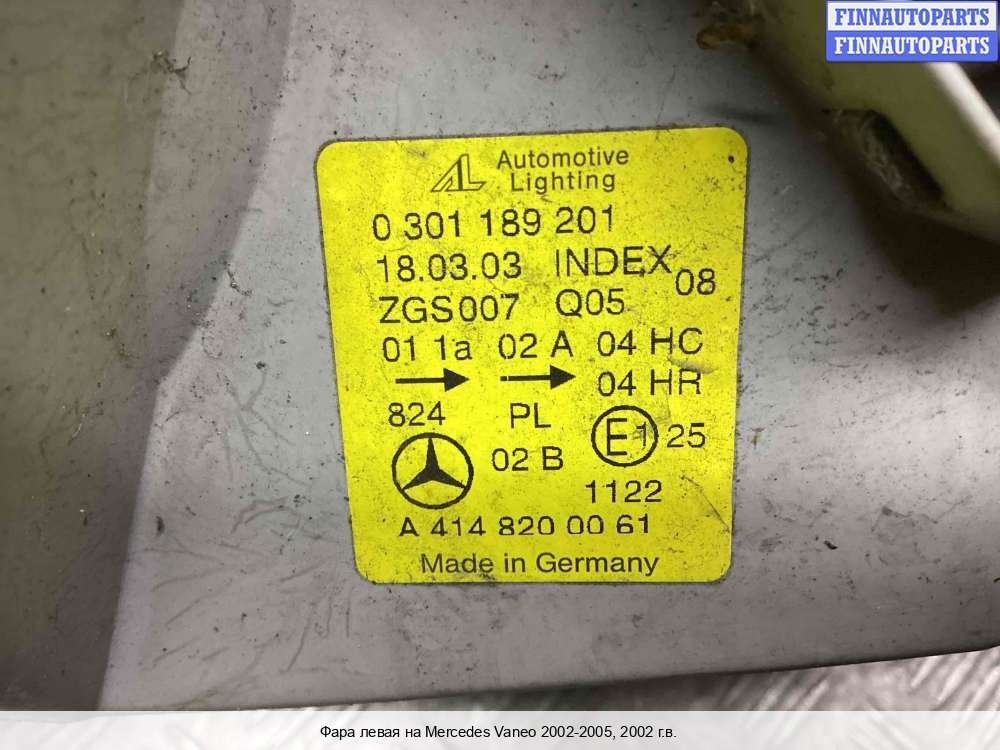 FINNAUTOPARTS
FINNAUTOPARTS
AL Automotive
Lighting
0 301 189 201
18.03.03 INDEX 08
ZGS007 Q05
01 1a 02 A 04 HC
04 HR
824 PL
02 B E1 25
1122
A 414 820 00 61
Made in Germany
Фара левая на Mercedes Vaneo 2002-2005, 2002 г.в.